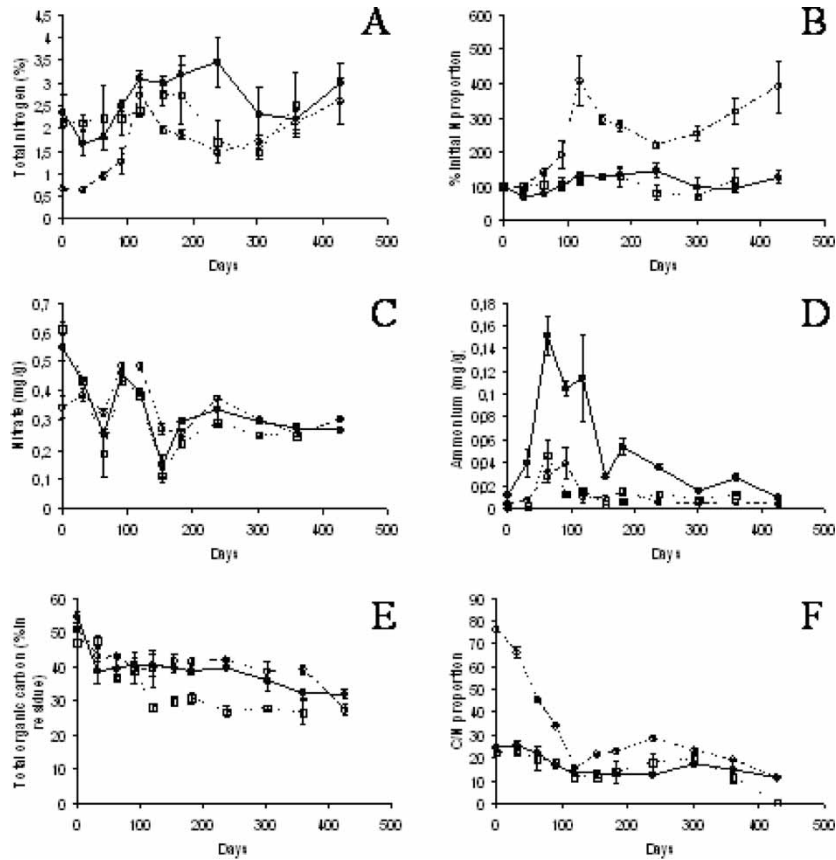 A
Total nitrogen (%)
4,5
4
3,5
3
2,5
2
1,5
1
0,5
0
0 100 200 300 400 500
Days
B
% Initial N proportion
600
500
400
300
200
100
0
0 100 200 300 400 500
Days
C
Nitrate (mg/g)
0,7
0,6
0,5
0,4
0,3
0,2
0,1
0
0 100 200 300 400 500
Days
D
Ammonium (mg/g)
0,18
0,16
0,14
0,12
0,1
0,08
0,06
0,04
0,02
0
0 100 200 300 400 500
Days
E
Total organic carbon (% in
residue)
60
50
40
30
20
10
0
0 100 200 300 400 500
Days
F
C/N proportion
90
80
70
60
50
40
30
20
10
0
0 100 200 300 400 500
Days